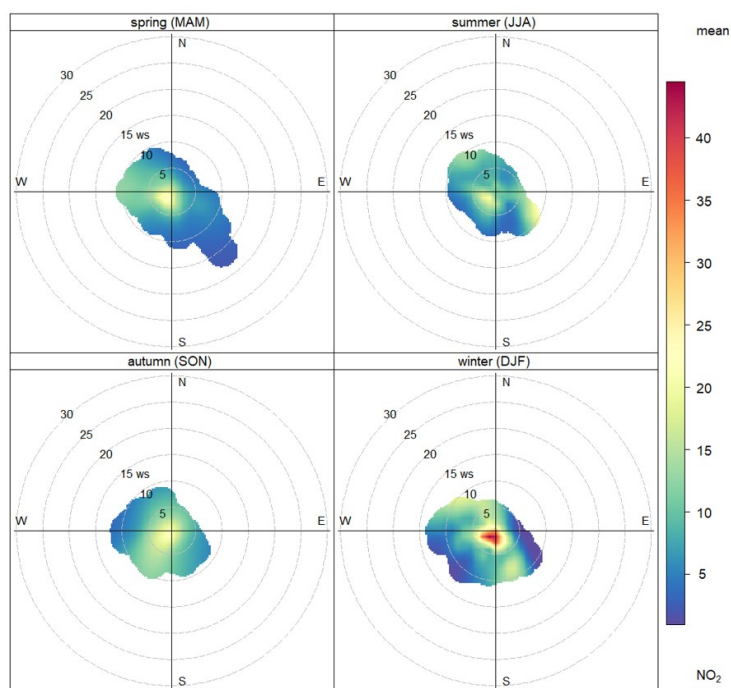 spring (MAM)
N
30
25
20
15 ws
10
5
W
E
S
summer (JJA)
N
30
25
20
15 ws
10
5
W
E
S
autumn (SON)
N
30
25
20
15 ws
10
5
W
E
S
winter (DJF)
N
30
25
20
15 ws
10
5
W
E
S
mean
40
35
30
25
20
15
10
5
NO₂